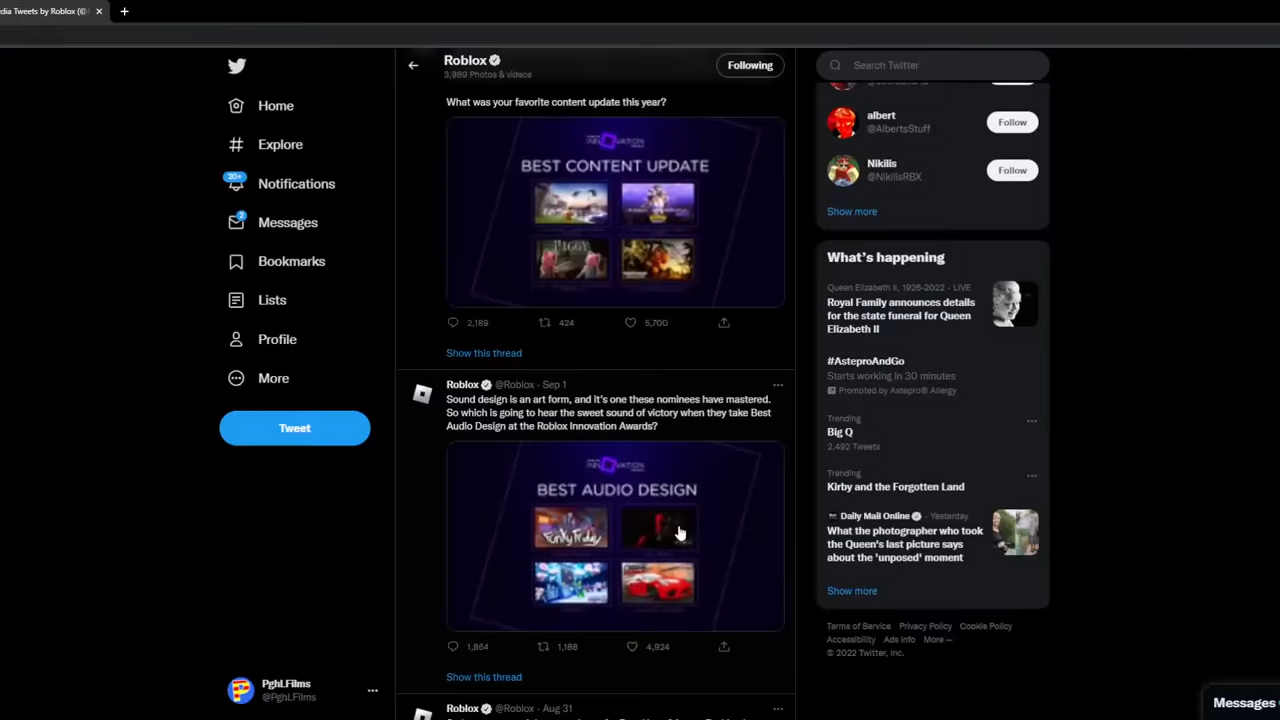 edia Tweets by Roblox (@
Home
Explore
20+
Notifications
2
Messages
Bookmarks
Lists
Profile
More
Tweet
PghLFilms
@PghLFilms
Roblox
3,989 Photos & videos
Following
What was your favorite content update this year?
INNOVATION
BEST CONTENT UPDATE
PIGGY
2,189
424
5,700
Show this thread
Roblox @Roblox · Sep 1
Sound design is an art form, and it's one these nominees have mastered.
So which is going to hear the sweet sound of victory when they take Best
Audio Design at the Roblox Innovation Awards?
INNOVATION
BEST AUDIO DESIGN
Funky Friday
1,864
1,188
4,924
Show this thread
Roblox @Roblox · Aug 31
Search Twitter
albert
@AlbertsStuff
Follow
Nikilis
@NikilisRBX
Follow
Show more
What's happening
Queen Elizabeth II, 1926-2022 · LIVE
Royal Family announces details
for the state funeral for Queen
Elizabeth II
#AsteproAndGo
Starts working in 30 minutes
Promoted by Astepro® Allergy
Trending
Big Q
2,492 Tweets
Trending
Kirby and the Forgotten Land
Daily Mail Online · Yesterday
What the photographer who took
the Queen's last picture says
about the 'unposed' moment
Show more
Terms of Service Privacy Policy Cookie Policy
Accessibility Ads info More ···
© 2022 Twitter, Inc.
Messages